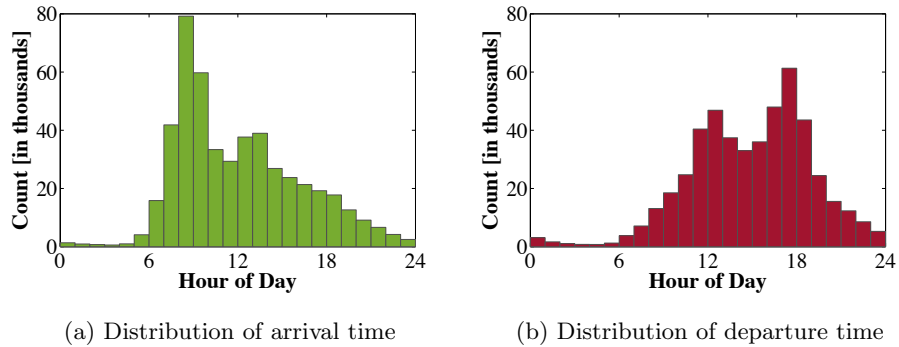 80
60
40
20
0
Count [in thousands]
0 6 12 18 24
Hour of Day
(a) Distribution of arrival time
80
60
40
20
0
Count [in thousands]
0 6 12 18 24
Hour of Day
(b) Distribution of departure time